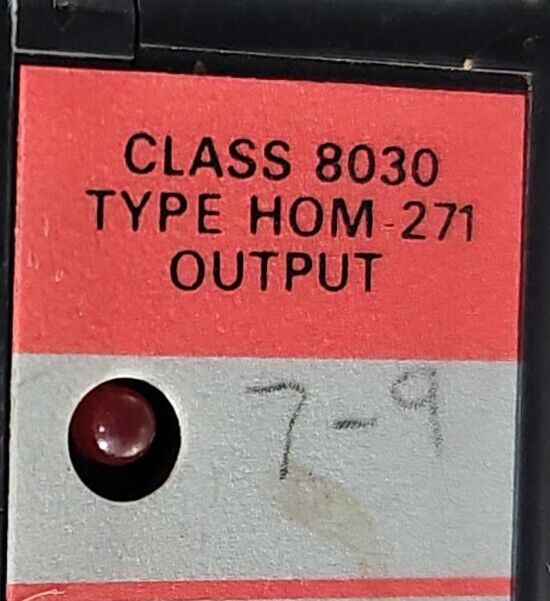 CLASS 8030
TYPE HOM-271
OUTPUT
7-9